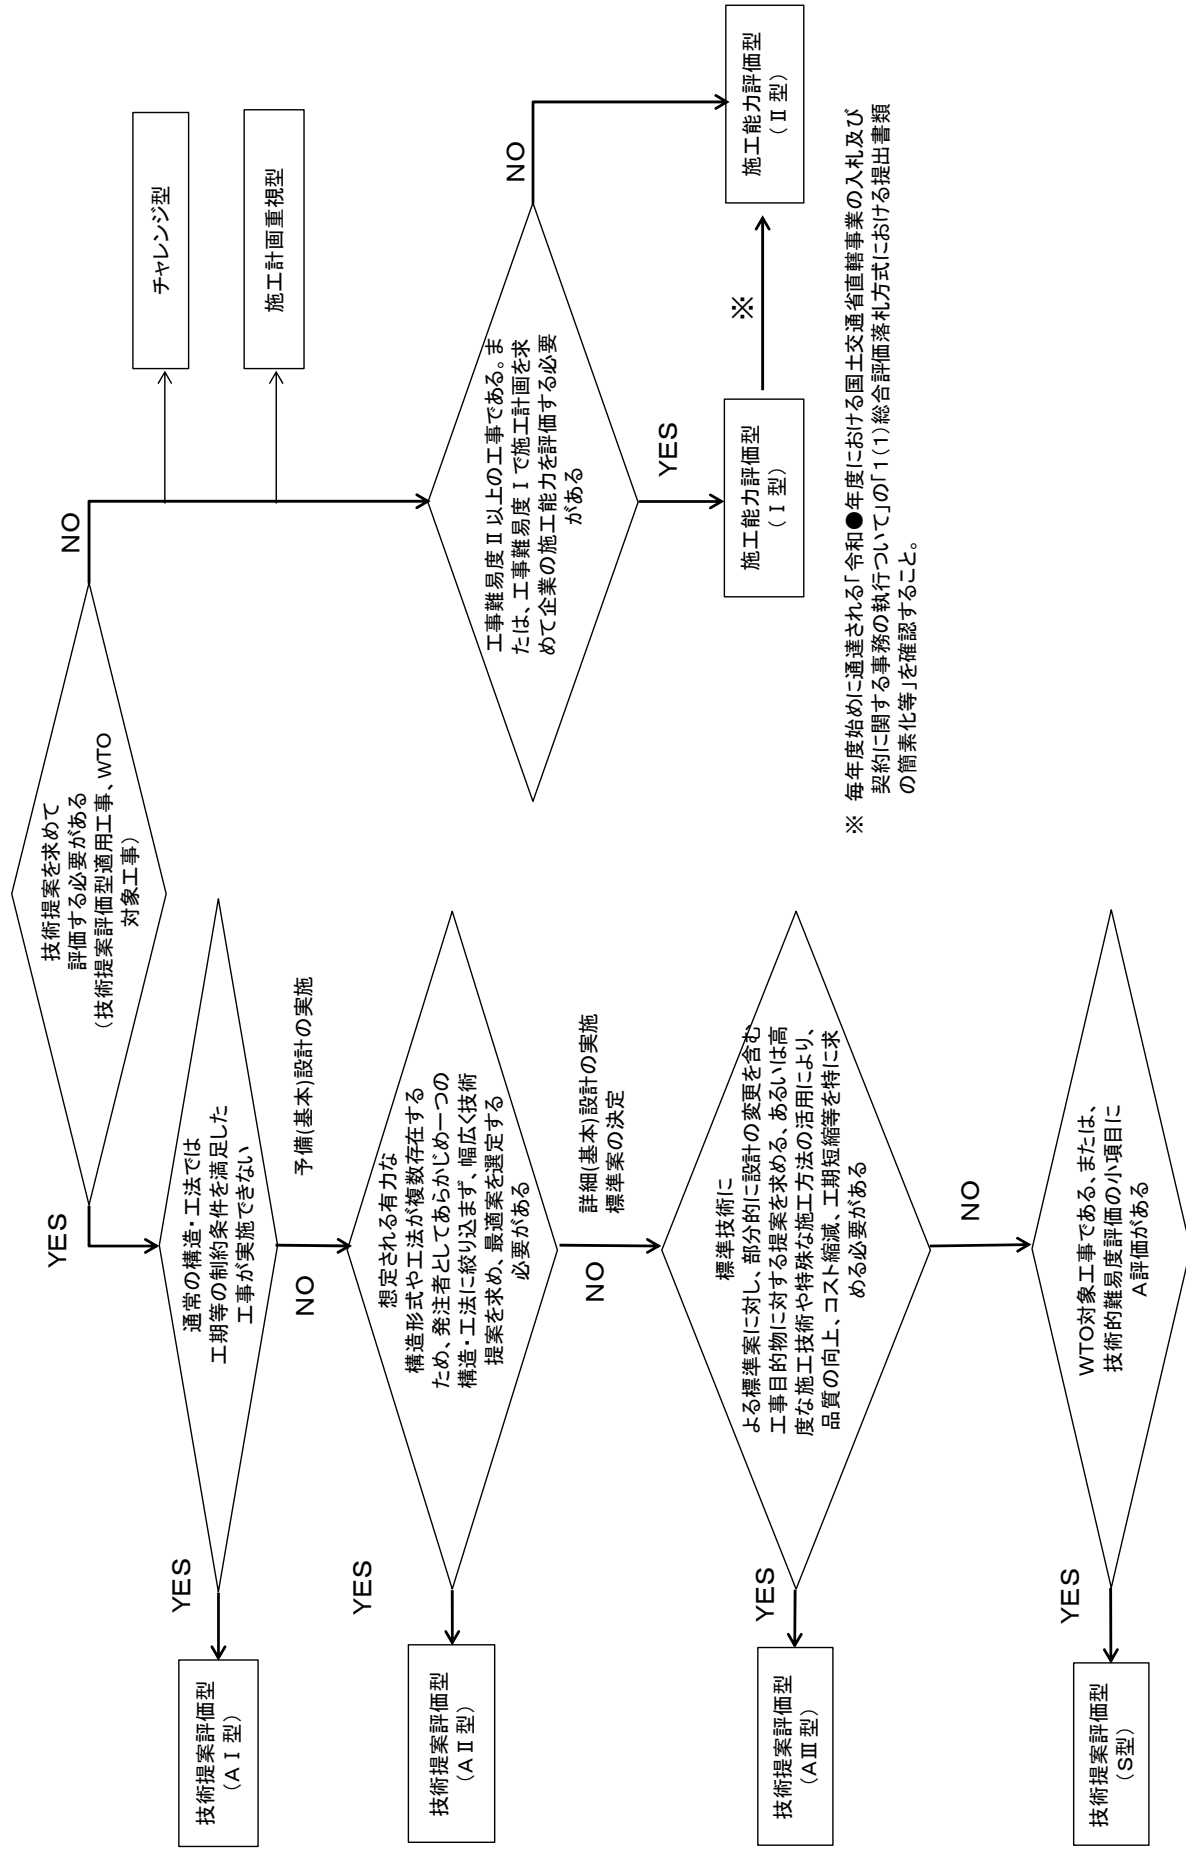 技術提案を求めて
評価する必要がある
（技術提案評価型適用工事、WTO
対象工事）
YES
NO
通常の構造・工法では
工期等の制約条件を満足した
工事が実施できない
YES
技術提案評価型
（ＡⅠ型）
NO
予備(基本)設計の実施
想定される有力な
構造形式や工法が複数存在する
ため、発注者としてあらかじめ一つの
構造・工法に絞り込まず、幅広く技術
提案を求め、最適案を選定する
必要がある
YES
技術提案評価型
（ＡⅡ型）
NO
詳細(基本)設計の実施
標準案の決定
標準技術に
よる標準案に対し、部分的に設計の変更を含む
工事目的物に対する提案を求める、あるいは高
度な施工技術や特殊な施工方法の活用により、
品質の向上、コスト縮減、工期短縮等を特に求
める必要がある
YES
技術提案評価型
（ＡⅢ型）
NO
WTO対象工事である、または、
技術的難易度評価の小項目に
Ａ評価がある
YES
技術提案評価型
（Ｓ型）
チャレンジ型
施工計画重視型
工事難易度Ⅱ以上の工事である。ま
たは、工事難易度Ⅰで施工計画を求
めて企業の施工能力を評価する必要
がある
YES
NO
施工能力評価型
（Ⅰ型）
※
施工能力評価型
（Ⅱ型）
※ 毎年度始めに通達される「令和●年度における国土交通省直轄事業の入札及び
契約に関する事務の執行ついて」の「1（1）総合評価落札方式における提出書類
の簡素化等」を確認すること。